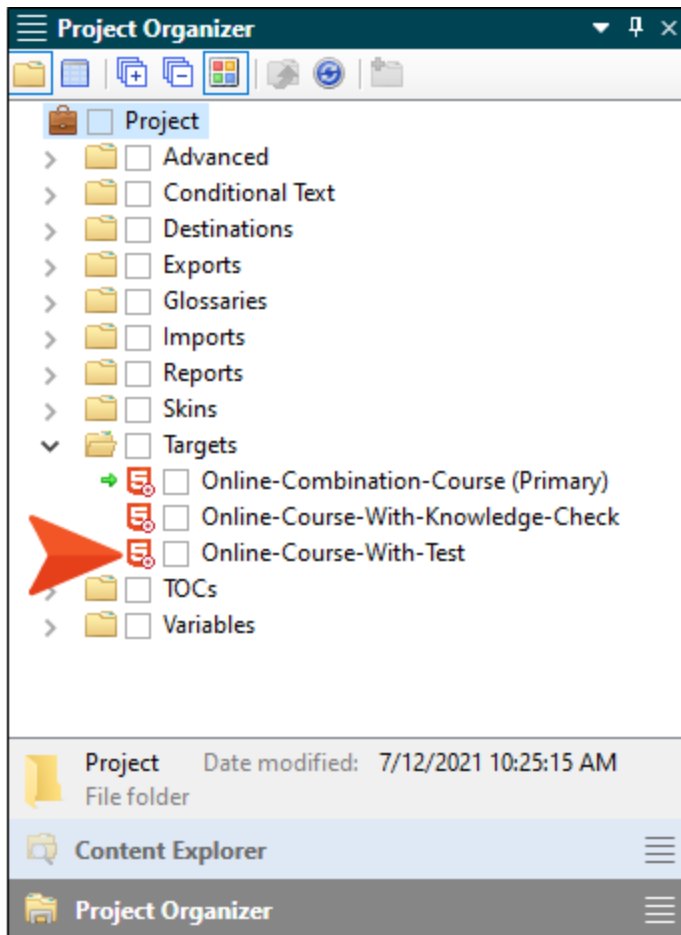 Project Organizer
Project
Advanced
Conditional Text
Destinations
Exports
Glossaries
Imports
Reports
Skins
Targets
Online-Combination-Course (Primary)
Online-Course-With-Knowledge-Check
Online-Course-With-Test
TOCs
Variables
Project Date modified: 7/12/2021 10:25:15 AM
File folder
Content Explorer
Project Organizer